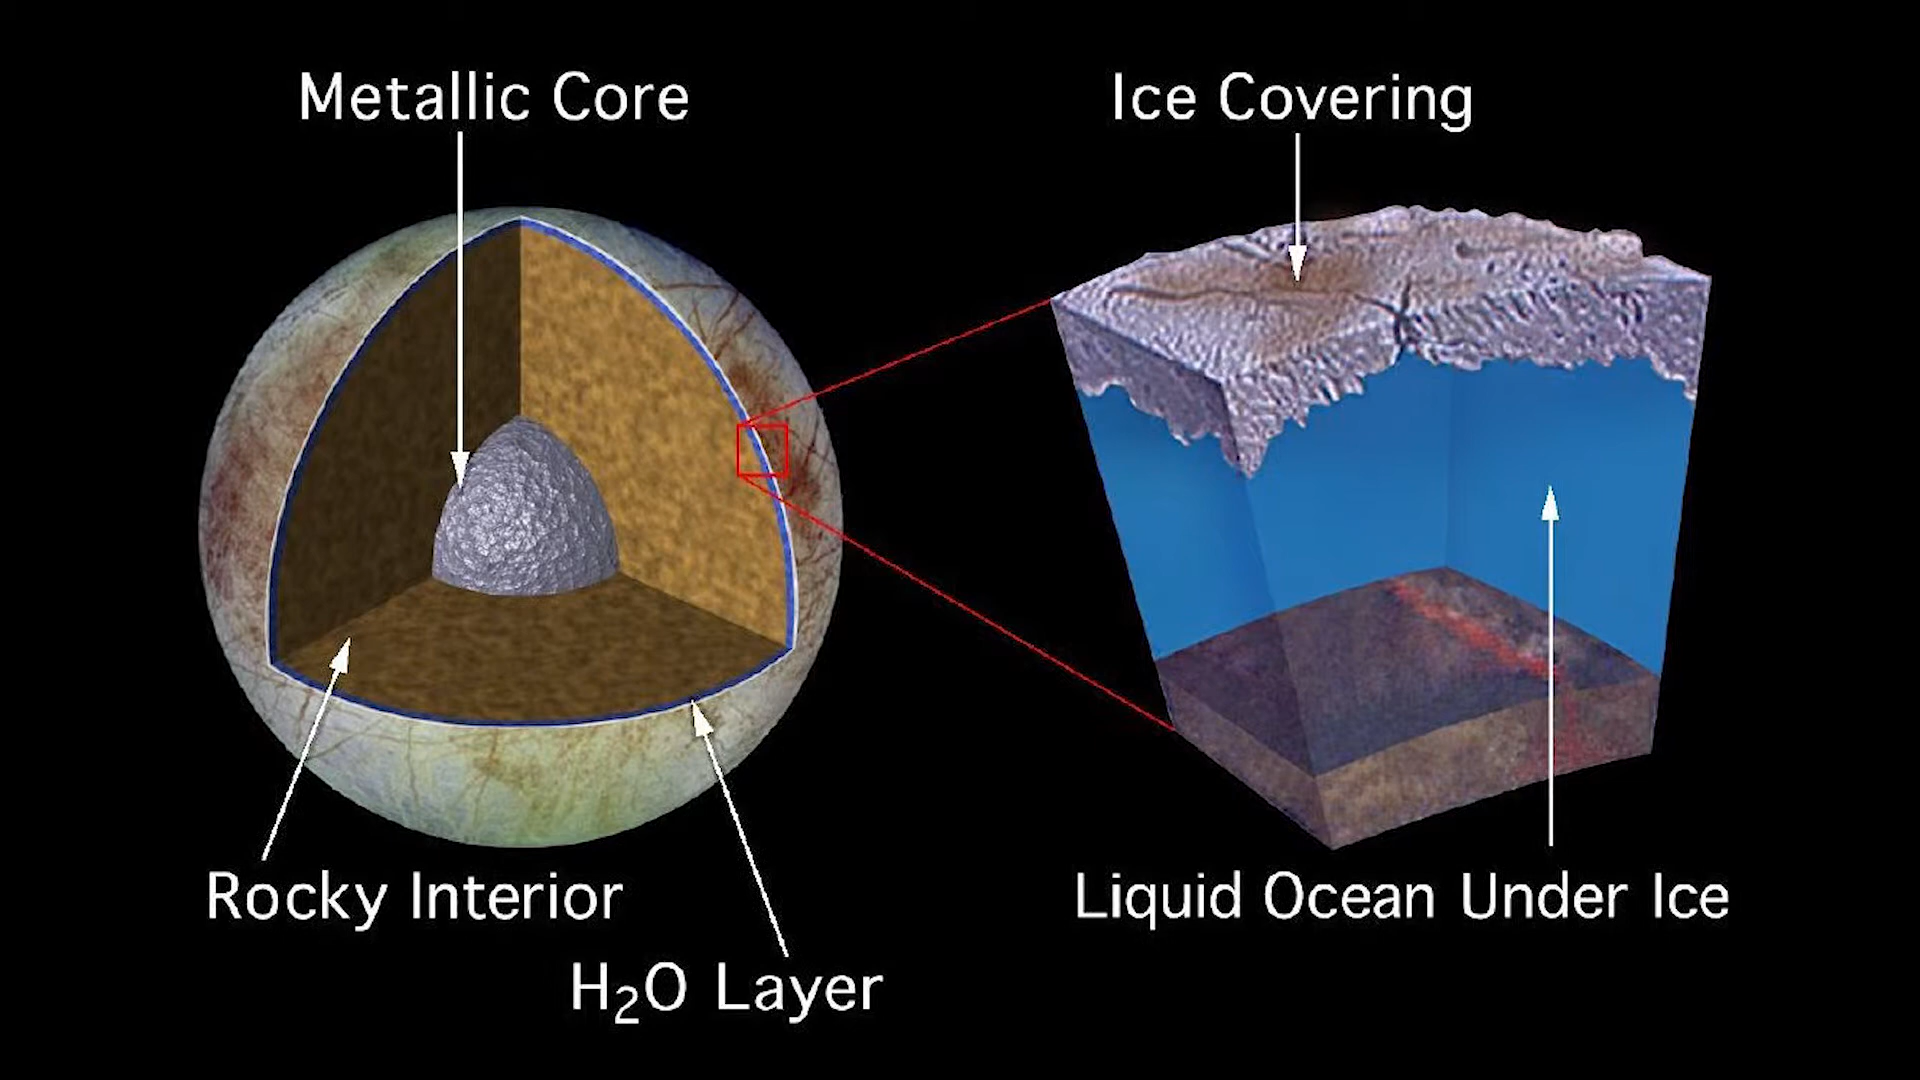 Metallic Core
Ice Covering
Rocky Interior
H₂O Layer
Liquid Ocean Under Ice